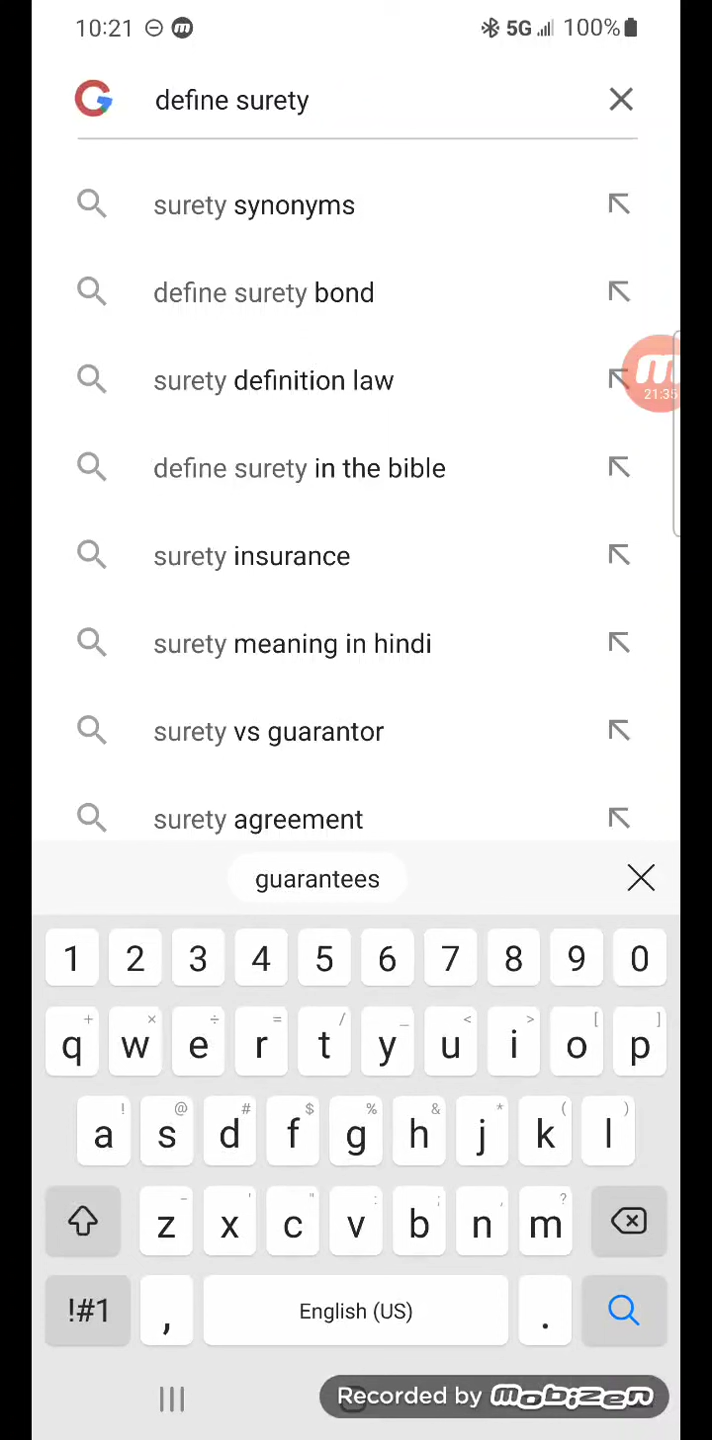 10:21 m 5G 100%
G define surety
surety synonyms
define surety bond
surety definition law
m
21:35
define surety in the bible
surety insurance
surety meaning in hindi
surety vs guarantor
surety agreement
guarantees
1 2 3 4 5 6 7 8 9 0
+ × ÷ = / _ < > [ ]
q w e r t y u i o p
! @ # $ % & * ( )
a s d f g h j k l
- ' " : ; , ?
z x c v b n m
!#1 , English (US) .
Recorded by mobizen